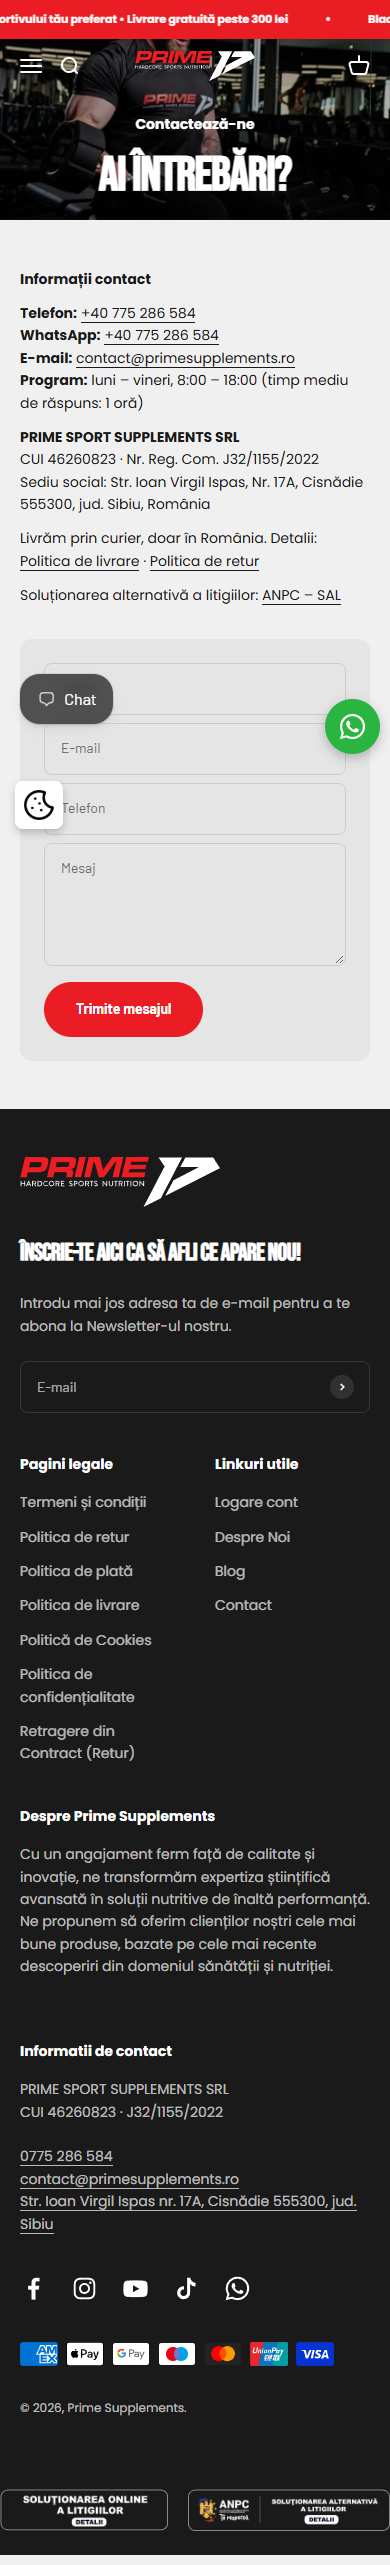 ortivului tău preferat • Livrare gratuită peste 300 lei • Blac
PRIME
HARDCORE SPORTS NUTRITION
PRIME
Contactează-ne
AI ÎNTREBĂRI?
Informații contact
Telefon: +40 775 286 584
WhatsApp: +40 775 286 584
E-mail: contact@primesupplements.ro
Program: luni – vineri, 8:00 – 18:00 (timp mediu
de răspuns: 1 oră)
PRIME SPORT SUPPLEMENTS SRL
CUI 46260823 · Nr. Reg. Com. J32/1155/2022
Sediu social: Str. Ioan Virgil Ispas, Nr. 17A, Cisnădie
555300, jud. Sibiu, România
Livrăm prin curier, doar în România. Detalii:
Politica de livrare · Politica de retur
Soluționarea alternativă a litigiilor: ANPC – SAL
Chat
E-mail
Telefon
Mesaj
Trimite mesajul
PRIME
HARDCORE SPORTS NUTRITION
ÎNSCRIE-TE AICI CA SĂ AFLI CE APARE NOU!
Introdu mai jos adresa ta de e-mail pentru a te
abona la Newsletter-ul nostru.
E-mail
Pagini legale
Termeni și condiții
Politica de retur
Politica de plată
Politica de livrare
Politică de Cookies
Politica de
confidențialitate
Retragere din
Contract (Retur)
Linkuri utile
Logare cont
Despre Noi
Blog
Contact
Despre Prime Supplements
Cu un angajament ferm față de calitate și
inovație, ne transformăm expertiza științifică
avansată în soluții nutritive de înaltă performanță.
Ne propunem să oferim clienților noștri cele mai
bune produse, bazate pe cele mai recente
descoperiri din domeniul sănătății și nutriției.
Informatii de contact
PRIME SPORT SUPPLEMENTS SRL
CUI 46260823 · J32/1155/2022
0775 286 584
contact@primesupplements.ro
Str. Ioan Virgil Ispas nr. 17A, Cisnădie 555300, jud.
Sibiu
AMEX Pay G Pay UnionPay VISA
© 2026, Prime Supplements.
SOLUȚIONAREA ONLINE
A LITIGIILOR
DETALII
ANPC
SOLUȚIONAREA ALTERNATIVĂ
A LITIGIILOR
DETALII